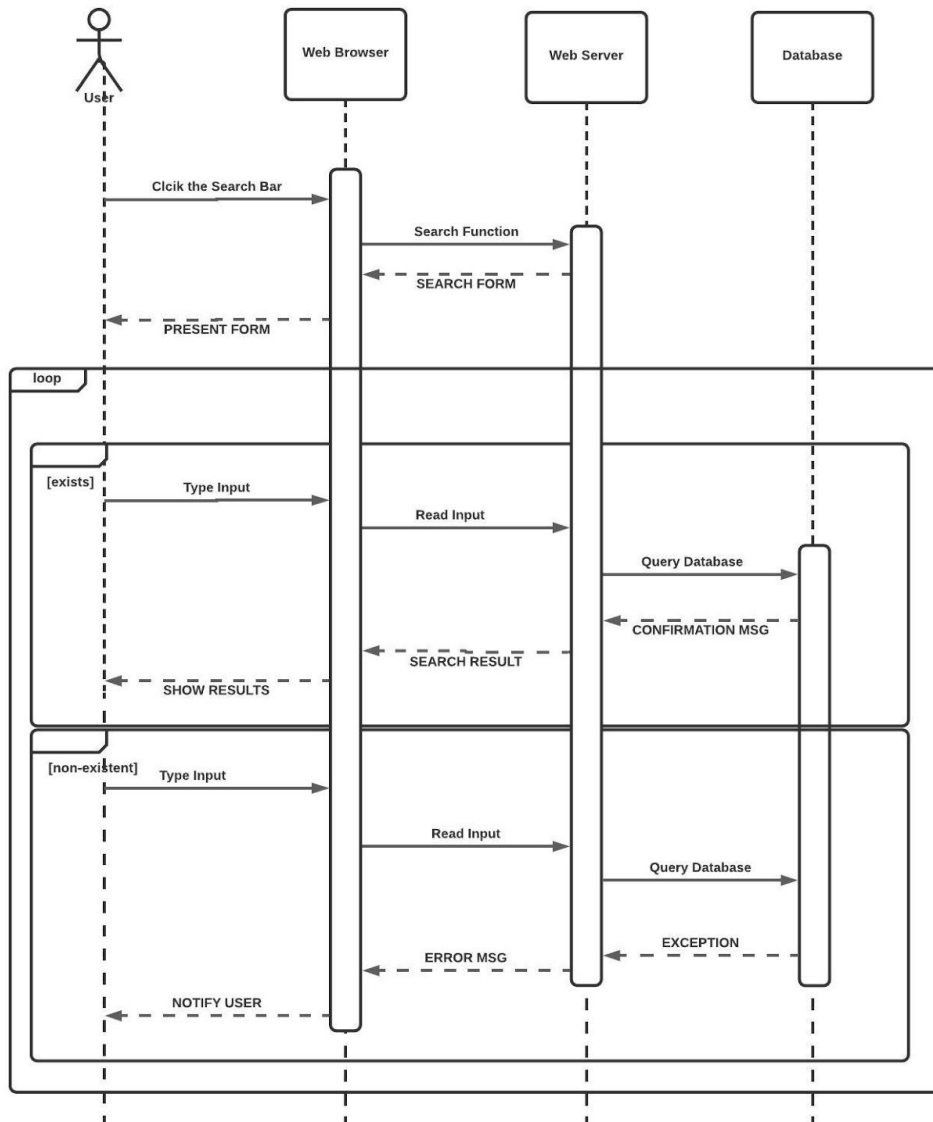 User
Web Browser
Web Server
Database
Clcik the Search Bar
Search Function
SEARCH FORM
PRESENT FORM
loop
[exists]
Type Input
Read Input
Query Database
CONFIRMATION MSG
SEARCH RESULT
SHOW RESULTS
[non-existent]
Type Input
Read Input
Query Database
EXCEPTION
ERROR MSG
NOTIFY USER